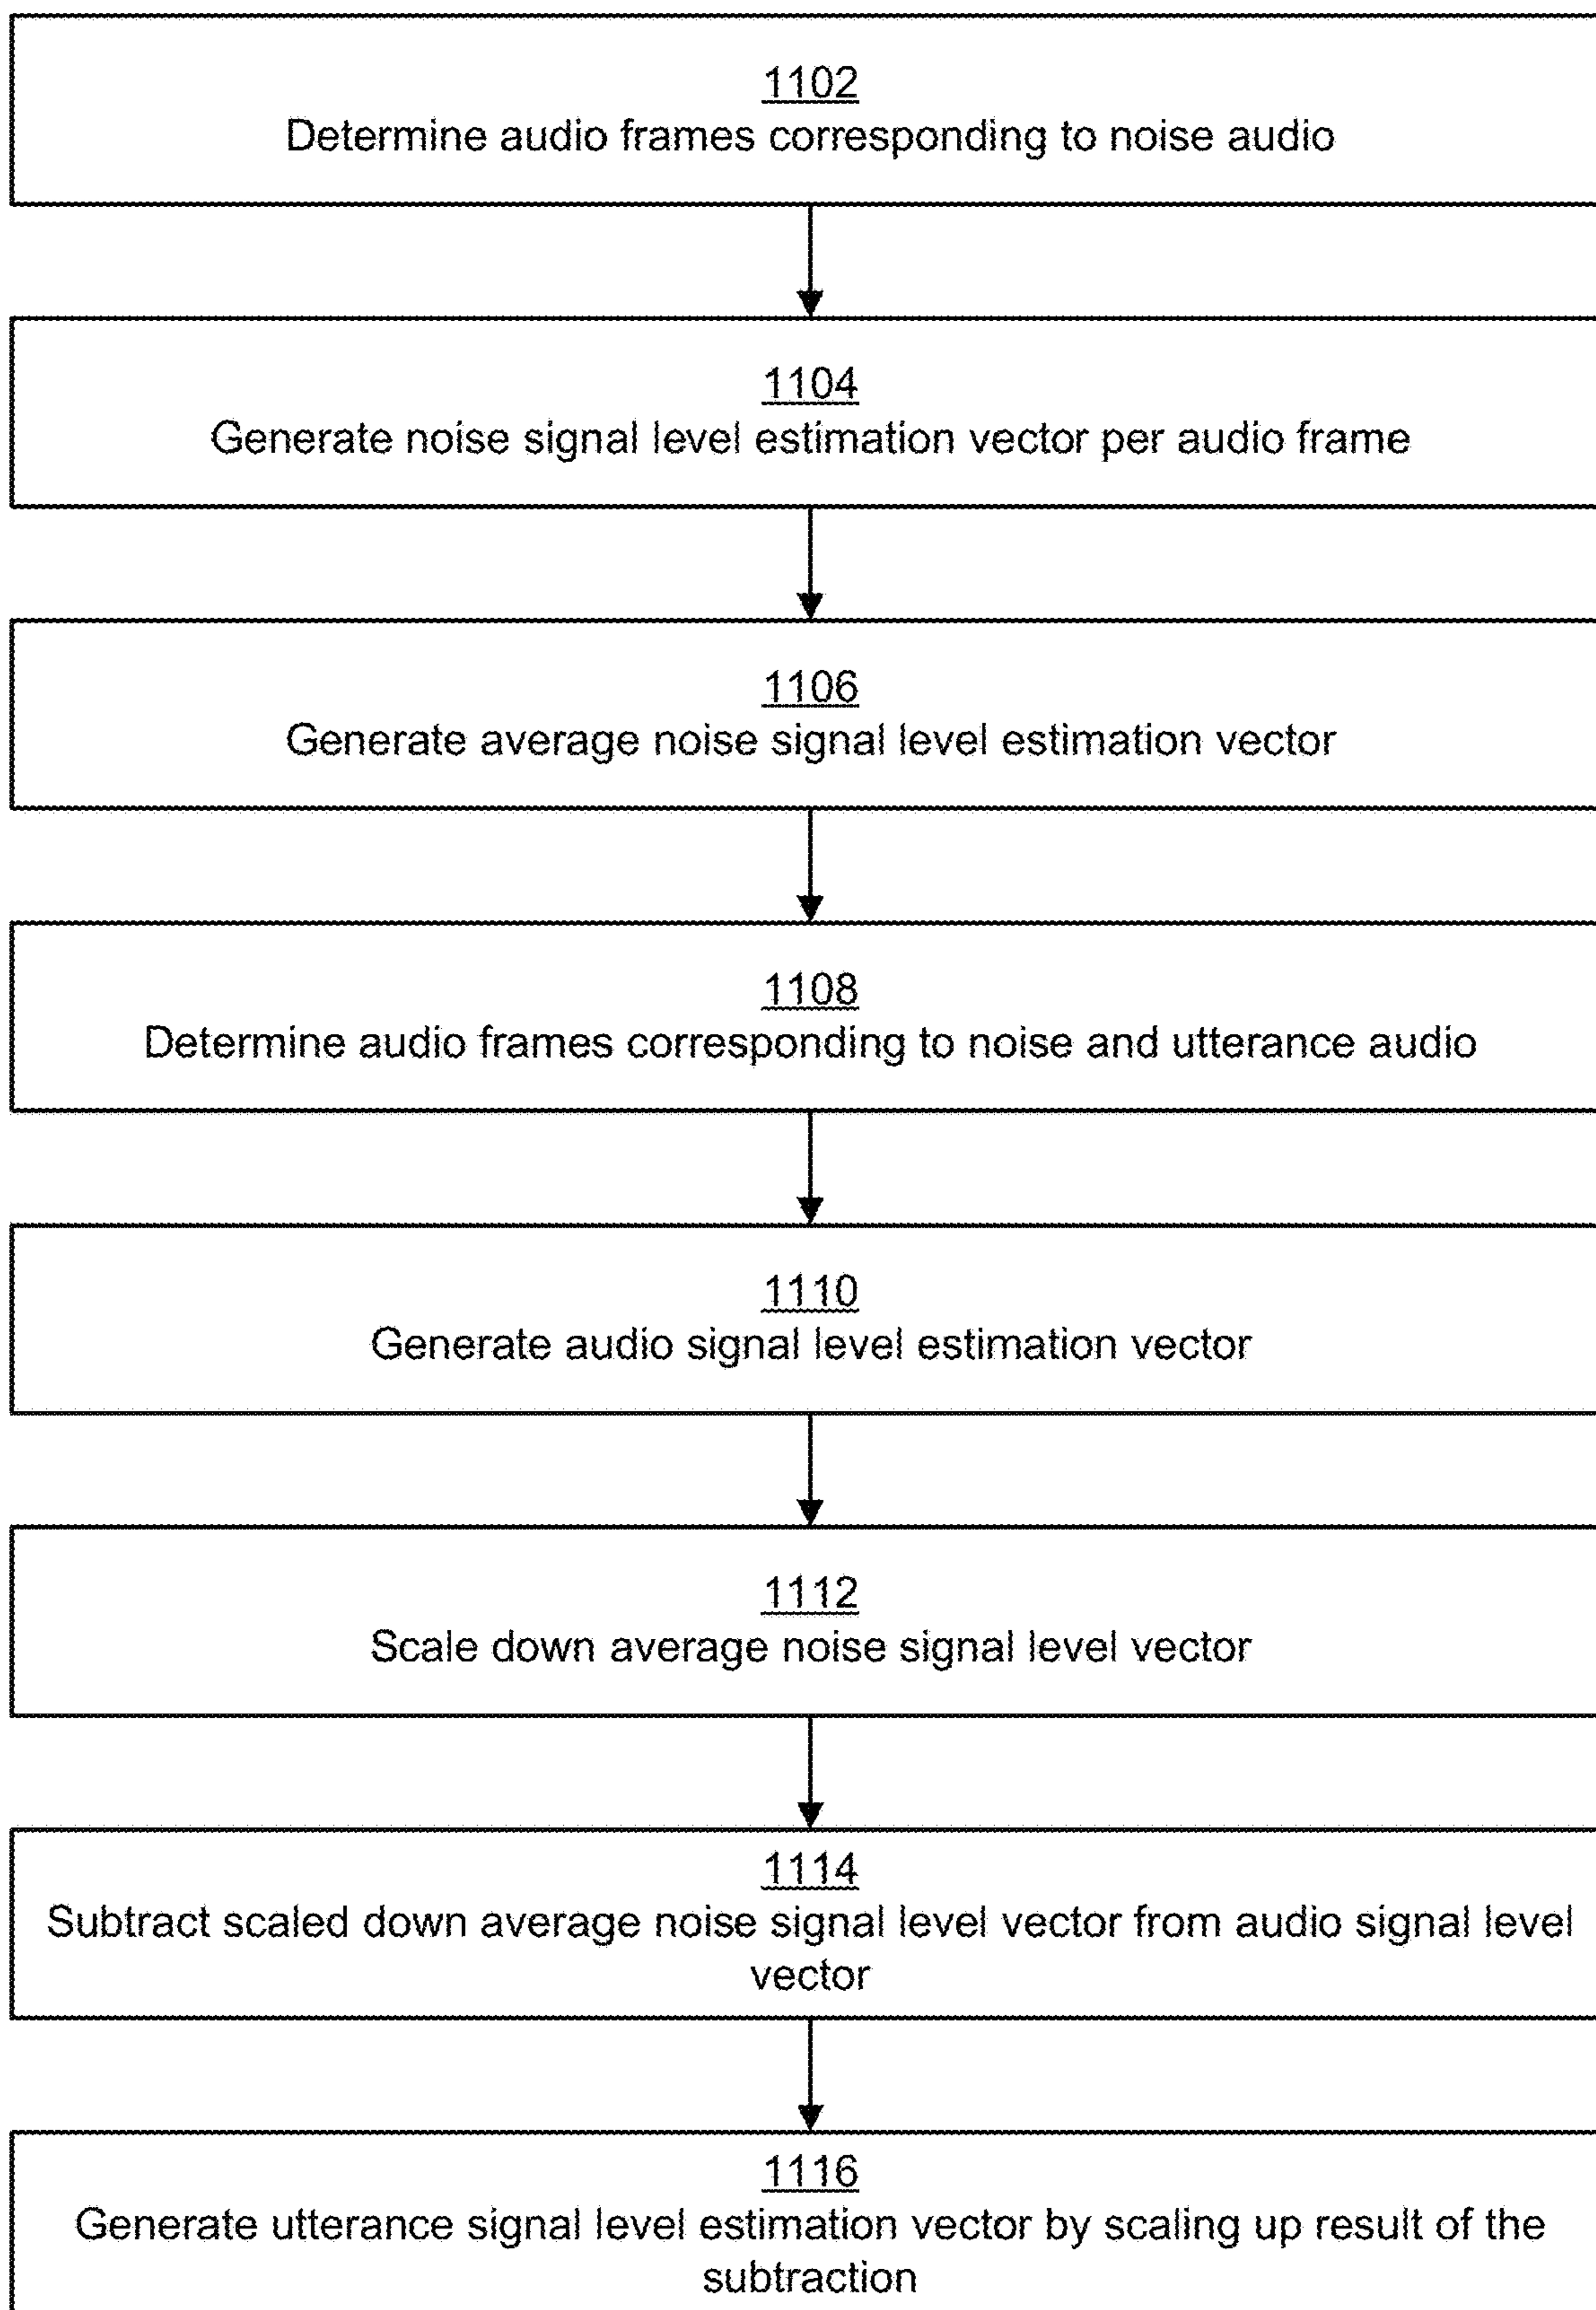 1102
Determine audio frames corresponding to noise audio
1104
Generate noise signal level estimation vector per audio frame
1106
Generate average noise signal level estimation vector
1108
Determine audio frames corresponding to noise and utterance audio
1110
Generate audio signal level estimation vector
1112
Scale down average noise signal level vector
1114
Subtract scaled down average noise signal level vector from audio signal level
vector
1116
Generate utterance signal level estimation vector by scaling up result of the
subtraction